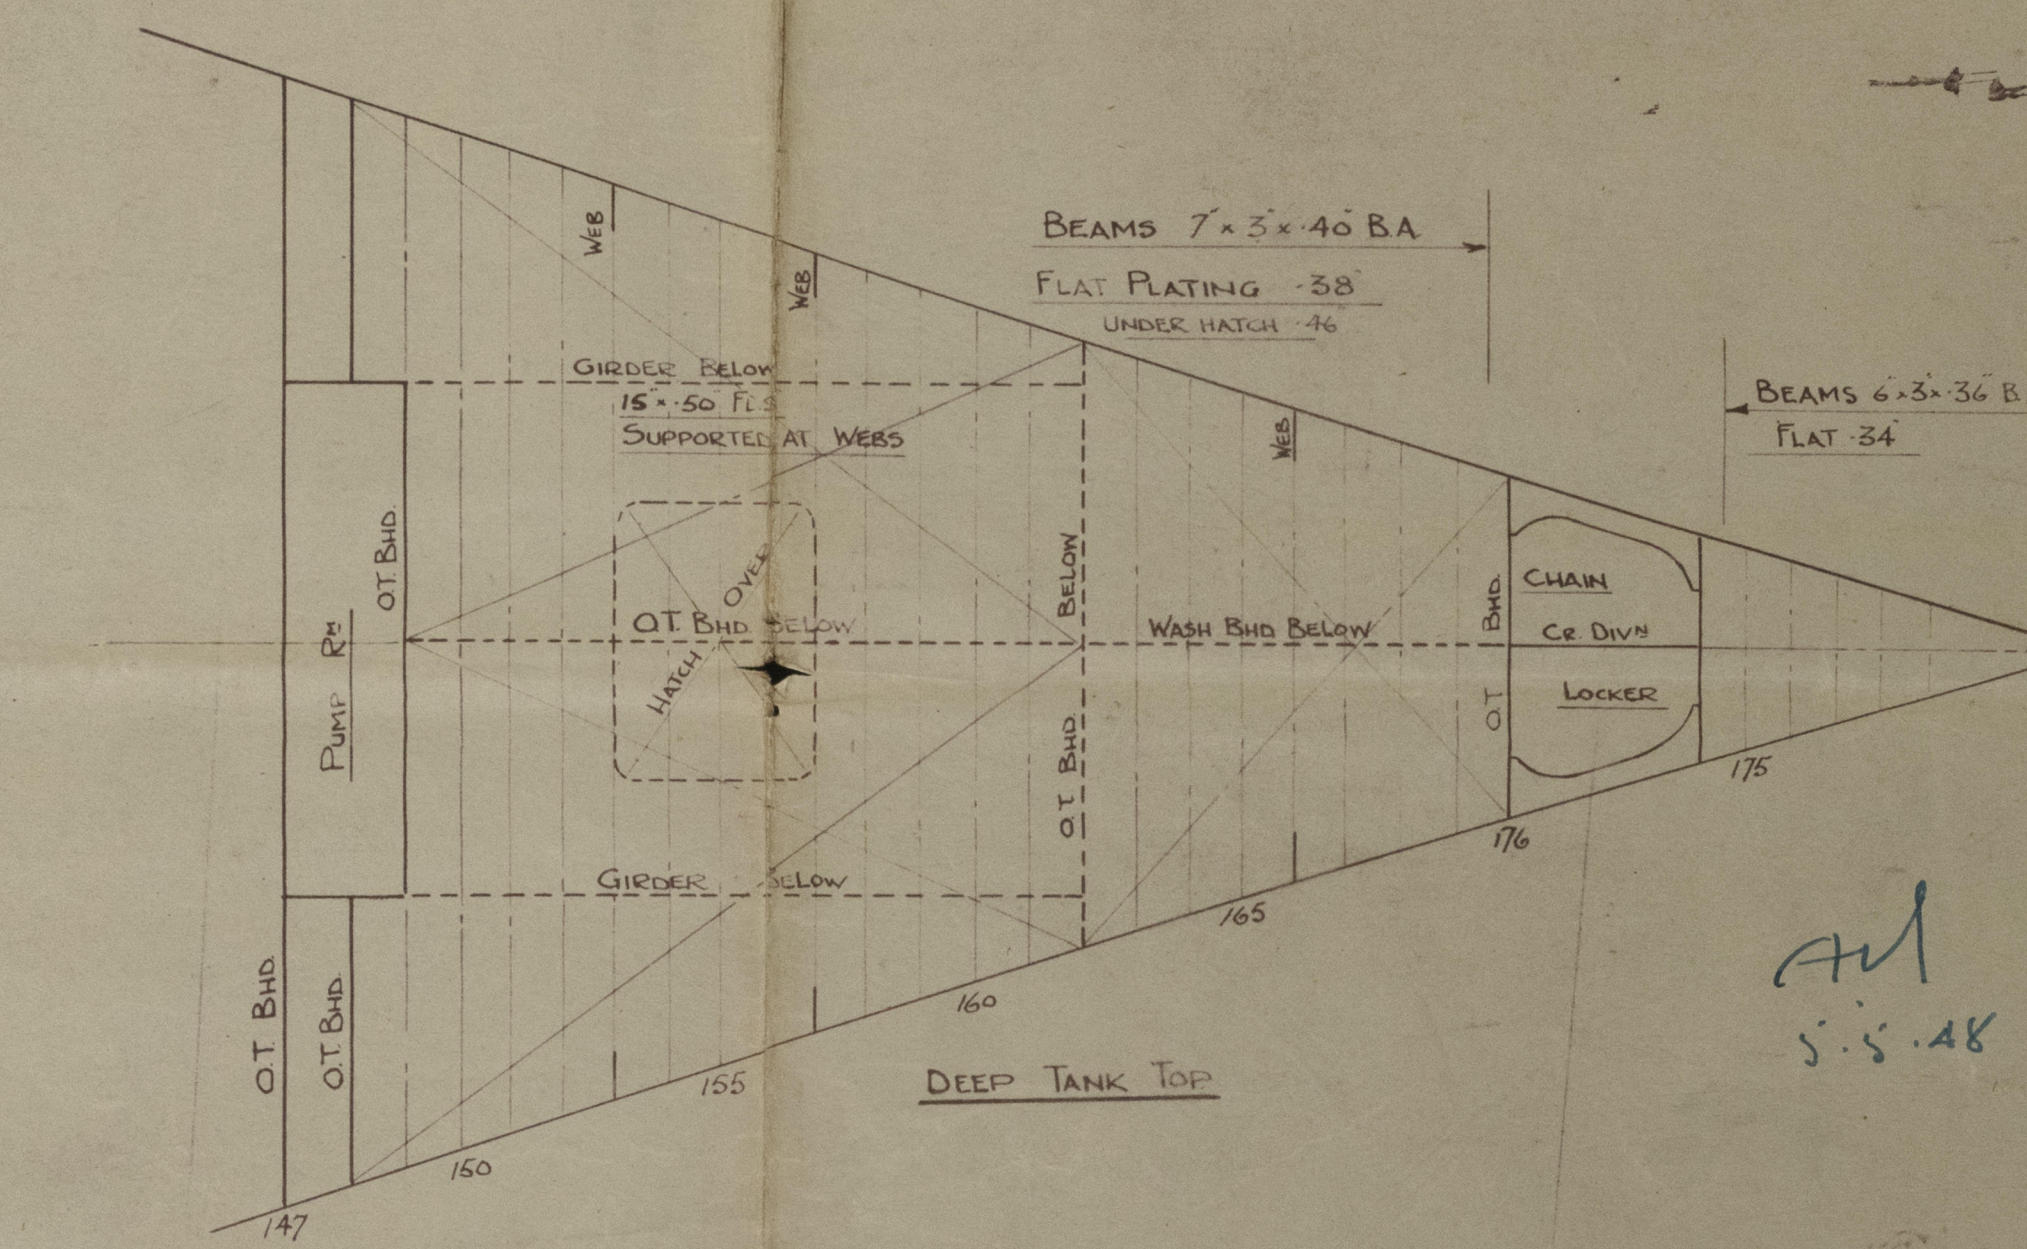 WEB
WEB
BEAMS 7" x 3" x .40" B.A.
FLAT PLATING .38"
UNDER HATCH .46"
GIRDER BELOW
15" x .50" FLS
SUPPORTED AT WEBS
BEAMS 6" x 3" x .36" B
FLAT .34"
WEB
O.T. BHD.
PUMP RM
HATCH OVER
O.T. BHD. BELOW
O.T. BHD. BELOW
WASH BHD BELOW
O.T. BHD.
CHAIN
CR. DIVN
LOCKER
175
176
165
GIRDER BELOW
160
O.T. BHD.
O.T. BHD.
155
DEEP TANK TOP
5.5.48
150
147